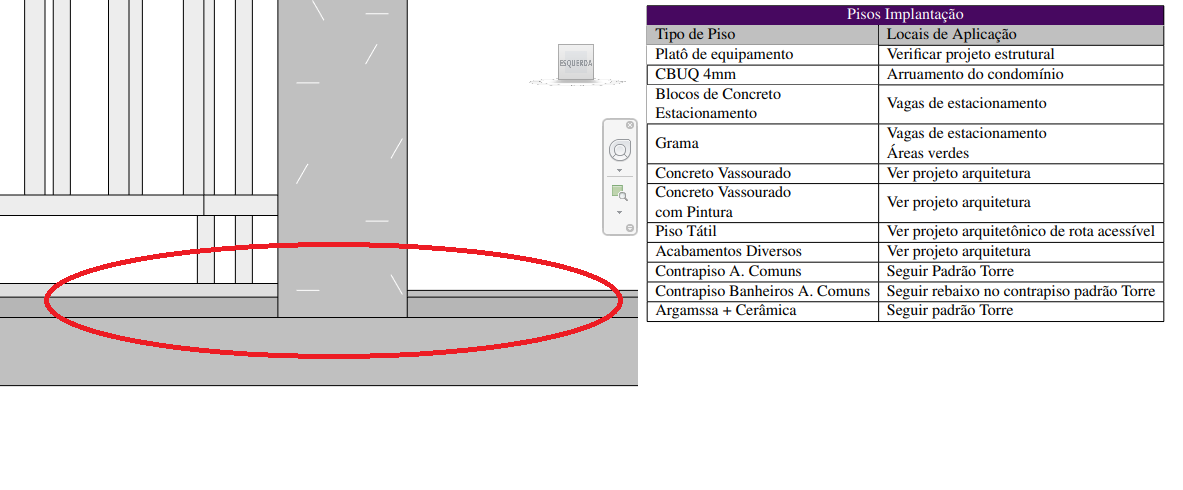 ESQUERDA
Pisos Implantação
Tipo de Piso Locais de Aplicação
Platô de equipamento Verificar projeto estrutural
CBUQ 4mm Arruamento do condomínio
Blocos de Concreto
Estacionamento
Vagas de estacionamento
Grama
Vagas de estacionamento
Áreas verdes
Concreto Vassourado Ver projeto arquitetura
Concreto Vassourado
com Pintura
Ver projeto arquitetura
Piso Tátil Ver projeto arquitetônico de rota acessível
Acabamentos Diversos Ver projeto arquitetura
Contrapiso A. Comuns Seguir Padrão Torre
Contrapiso Banheiros A. Comuns Seguir rebaixo no contrapiso padrão Torre
Argamssa + Cerâmica Seguir padrão Torre